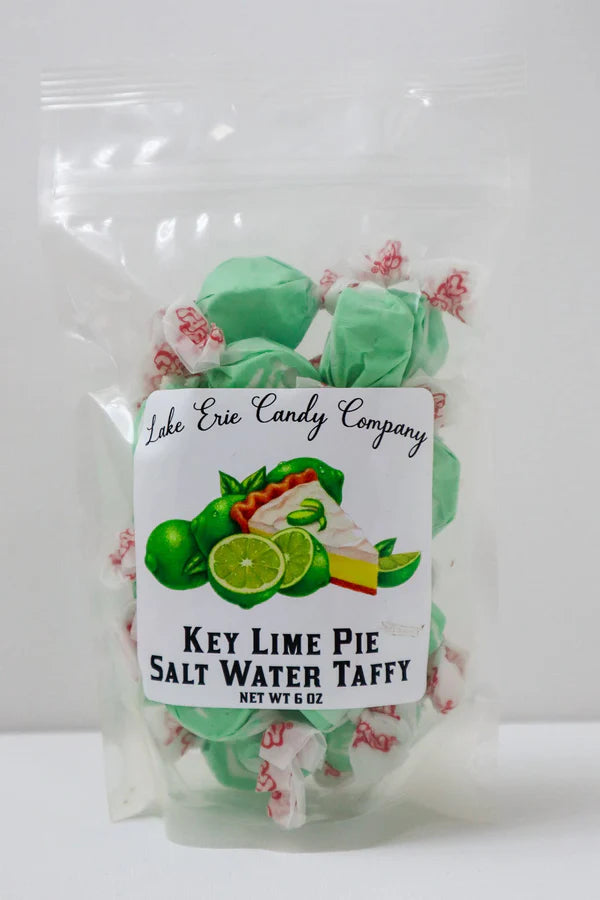 Lake Erie Candy Company
Key Lime Pie
Salt Water Taffy
NET WT 6 OZ